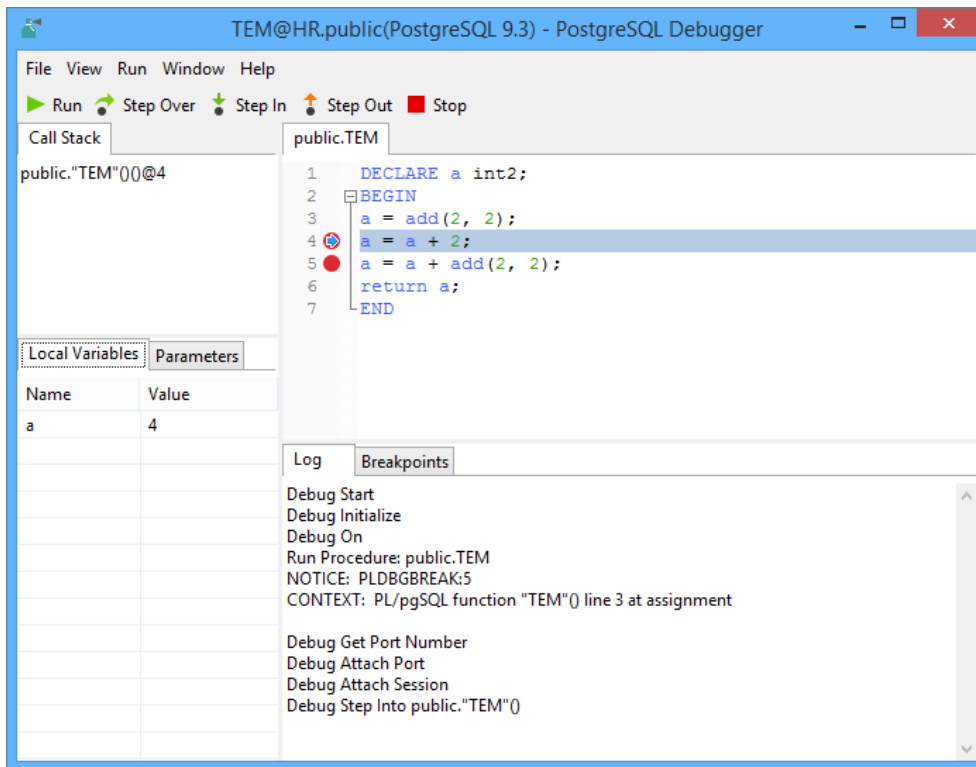 TEM@HR.public(PostgreSQL 9.3) - PostgreSQL Debugger
File View Run Window Help
Run Step Over Step In Step Out Stop
Call Stack
public."TEM"()()@4
public.TEM
1 DECLARE a int2;
2 BEGIN
3 a = add(2, 2);
4 a = a + 2;
5 a = a + add(2, 2);
6 return a;
7 END
Local Variables Parameters
Name Value
a 4
Log Breakpoints
Debug Start
Debug Initialize
Debug On
Run Procedure: public.TEM
NOTICE:  PLDBGBREAK:5
CONTEXT:  PL/pgSQL function "TEM"() line 3 at assignment
Debug Get Port Number
Debug Attach Port
Debug Attach Session
Debug Step Into public."TEM"()